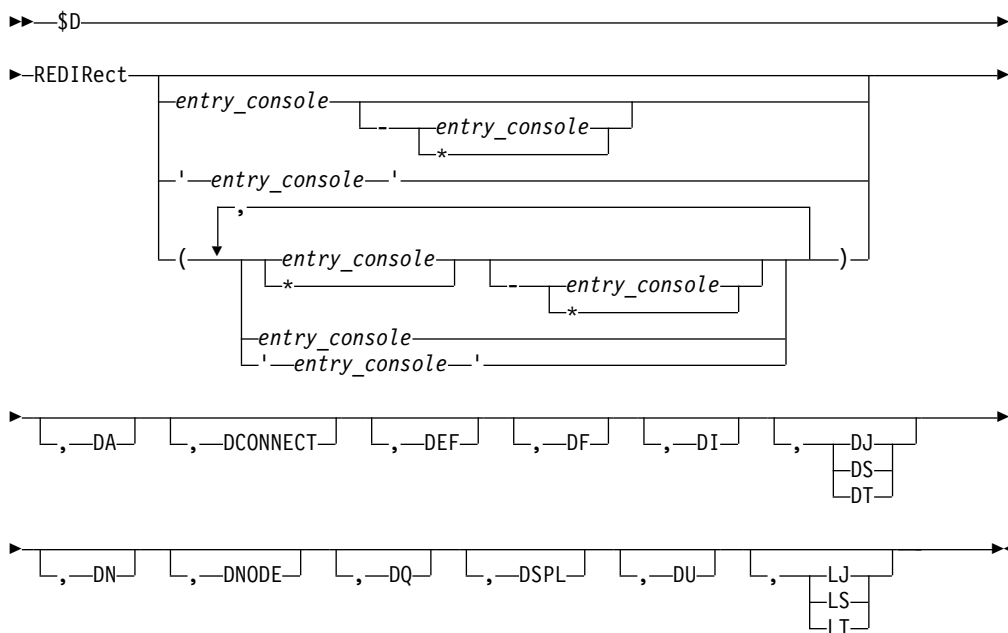 $D
REDIRect
entry_console
- entry_console
*
' entry_console '
,
( entry_console - entry_console )
* *
entry_console
' entry_console '
, DA , DCONNECT , DEF , DF , DI , DJ
DS
DT
, DN , DNODE , DQ , DSPL , DU , LJ
LS
LT